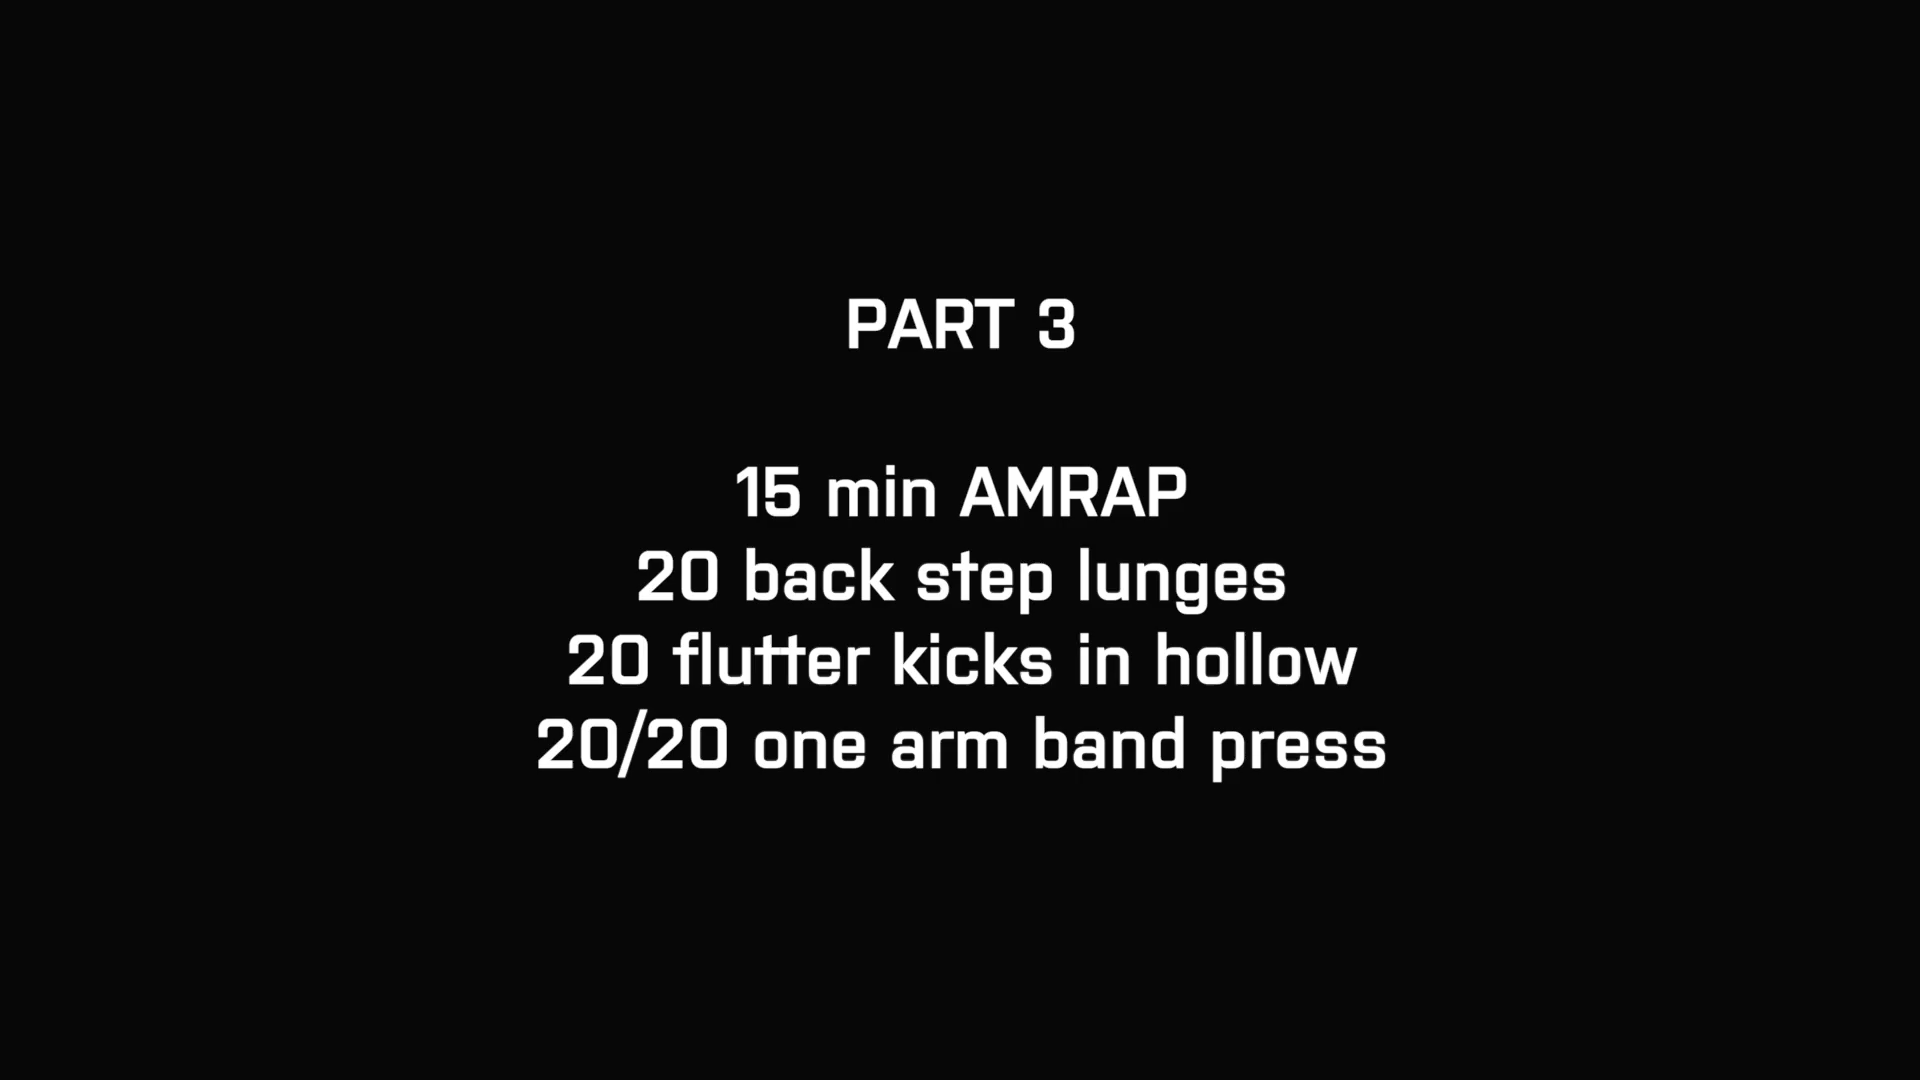 PART 3
15 min AMRAP
20 back step lunges
20 flutter kicks in hollow
20/20 one arm band press